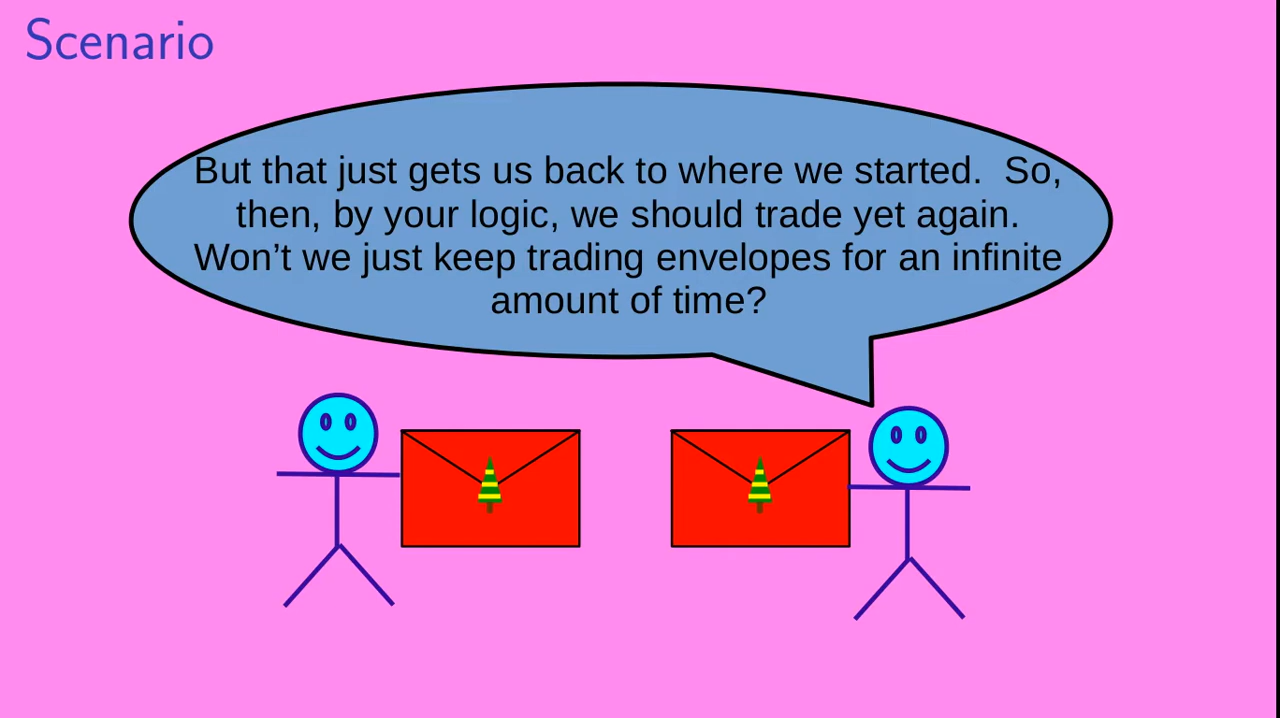 Scenario
But that just gets us back to where we started.  So,
then, by your logic, we should trade yet again.
Won’t we just keep trading envelopes for an infinite
amount of time?